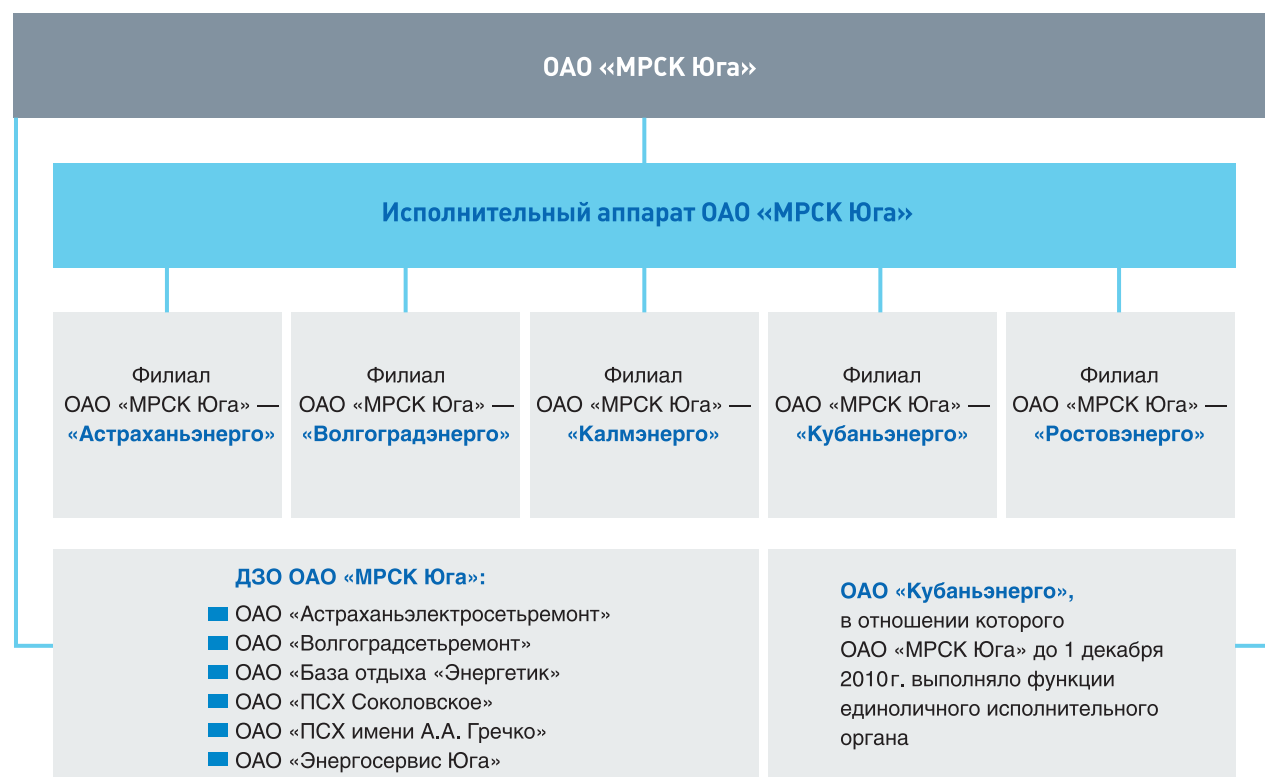 ОАО «МРСК Юга»
Исполнительный аппарат ОАО «МРСК Юга»
Филиал
ОАО «МРСК Юга» —
«Астраханьэнерго»
Филиал
ОАО «МРСК Юга» —
«Волгоградэнерго»
Филиал
ОАО «МРСК Юга» —
«Калмэнерго»
Филиал
ОАО «МРСК Юга» —
«Кубаньэнерго»
Филиал
ОАО «МРСК Юга» —
«Ростовэнерго»
ДЗО ОАО «МРСК Юга»:
ОАО «Астраханьэлектросетьремонт»
ОАО «Волгоградсетьремонт»
ОАО «База отдыха «Энергетик»
ОАО «ПСХ Соколовское»
ОАО «ПСХ имени А.А. Гречко»
ОАО «Энергосервис Юга»
ОАО «Кубаньэнерго»,
в отношении которого
ОАО «МРСК Юга» до 1 декабря
2010 г. выполняло функции
единоличного исполнительного
органа